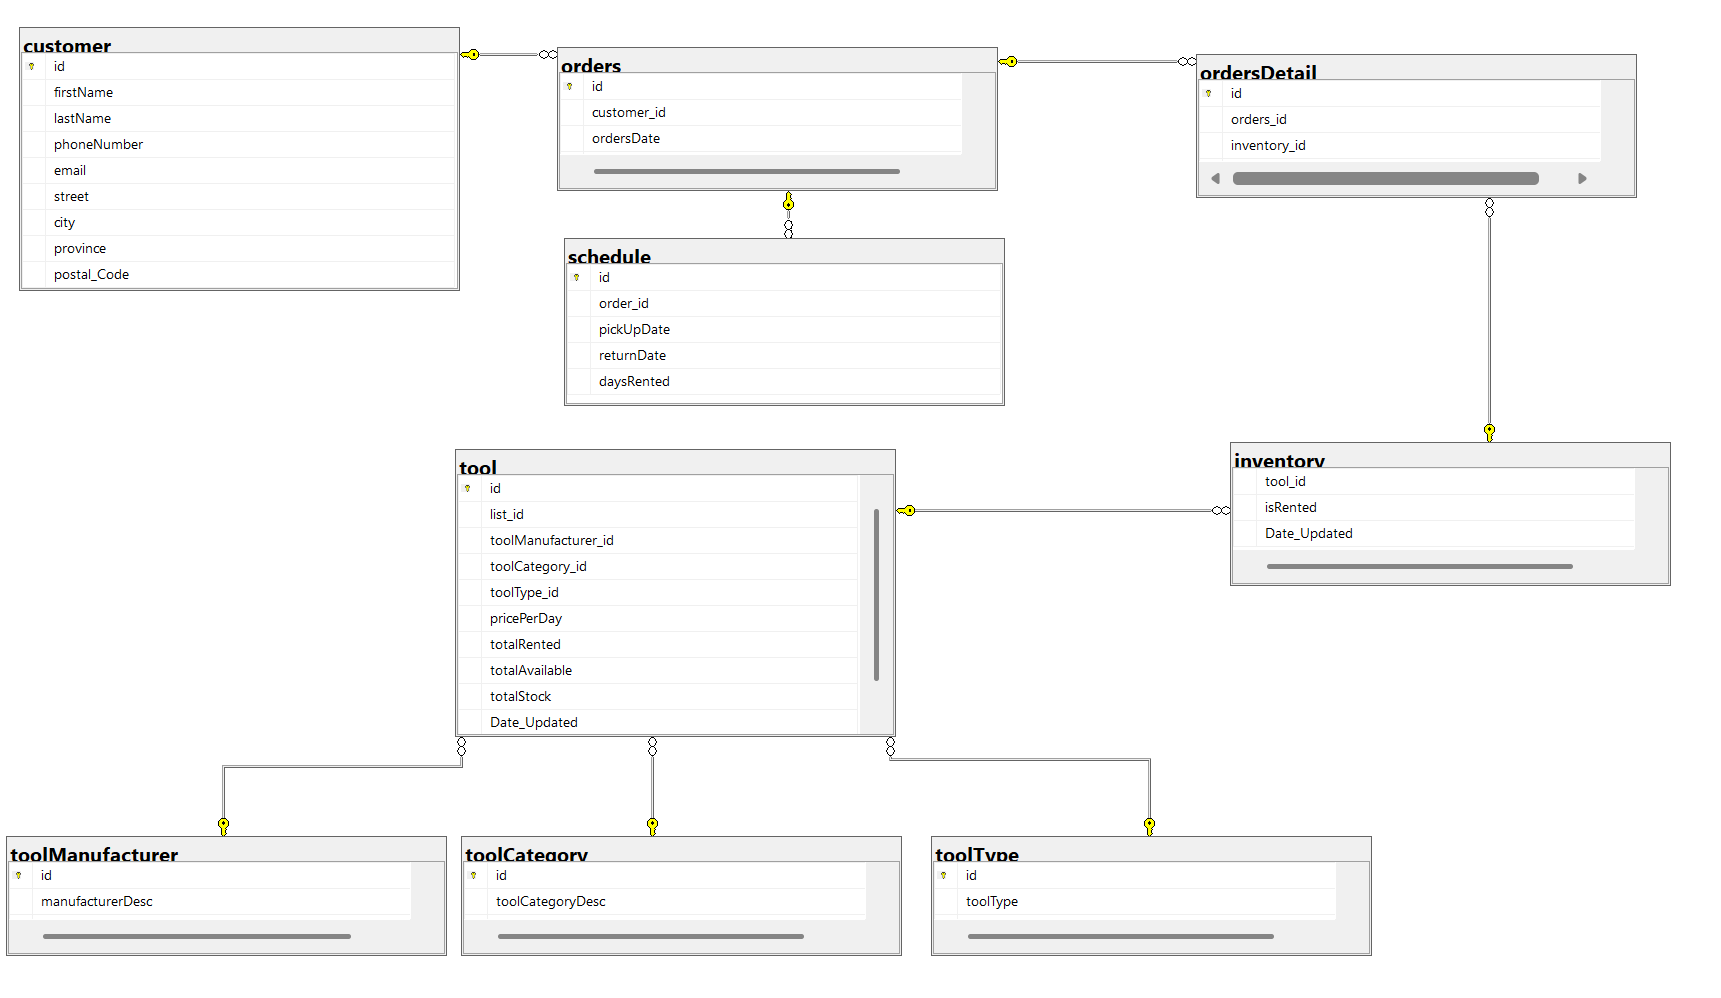 customer
id
firstName
lastName
phoneNumber
email
street
city
province
postal_Code
orders
id
customer_id
ordersDate
ordersDetail
id
orders_id
inventory_id
schedule
id
order_id
pickUpDate
returnDate
daysRented
tool
id
list_id
toolManufacturer_id
toolCategory_id
toolType_id
pricePerDay
totalRented
totalAvailable
totalStock
Date_Updated
inventory
tool_id
isRented
Date_Updated
toolManufacturer
id
manufacturerDesc
toolCategory
id
toolCategoryDesc
toolType
id
toolType